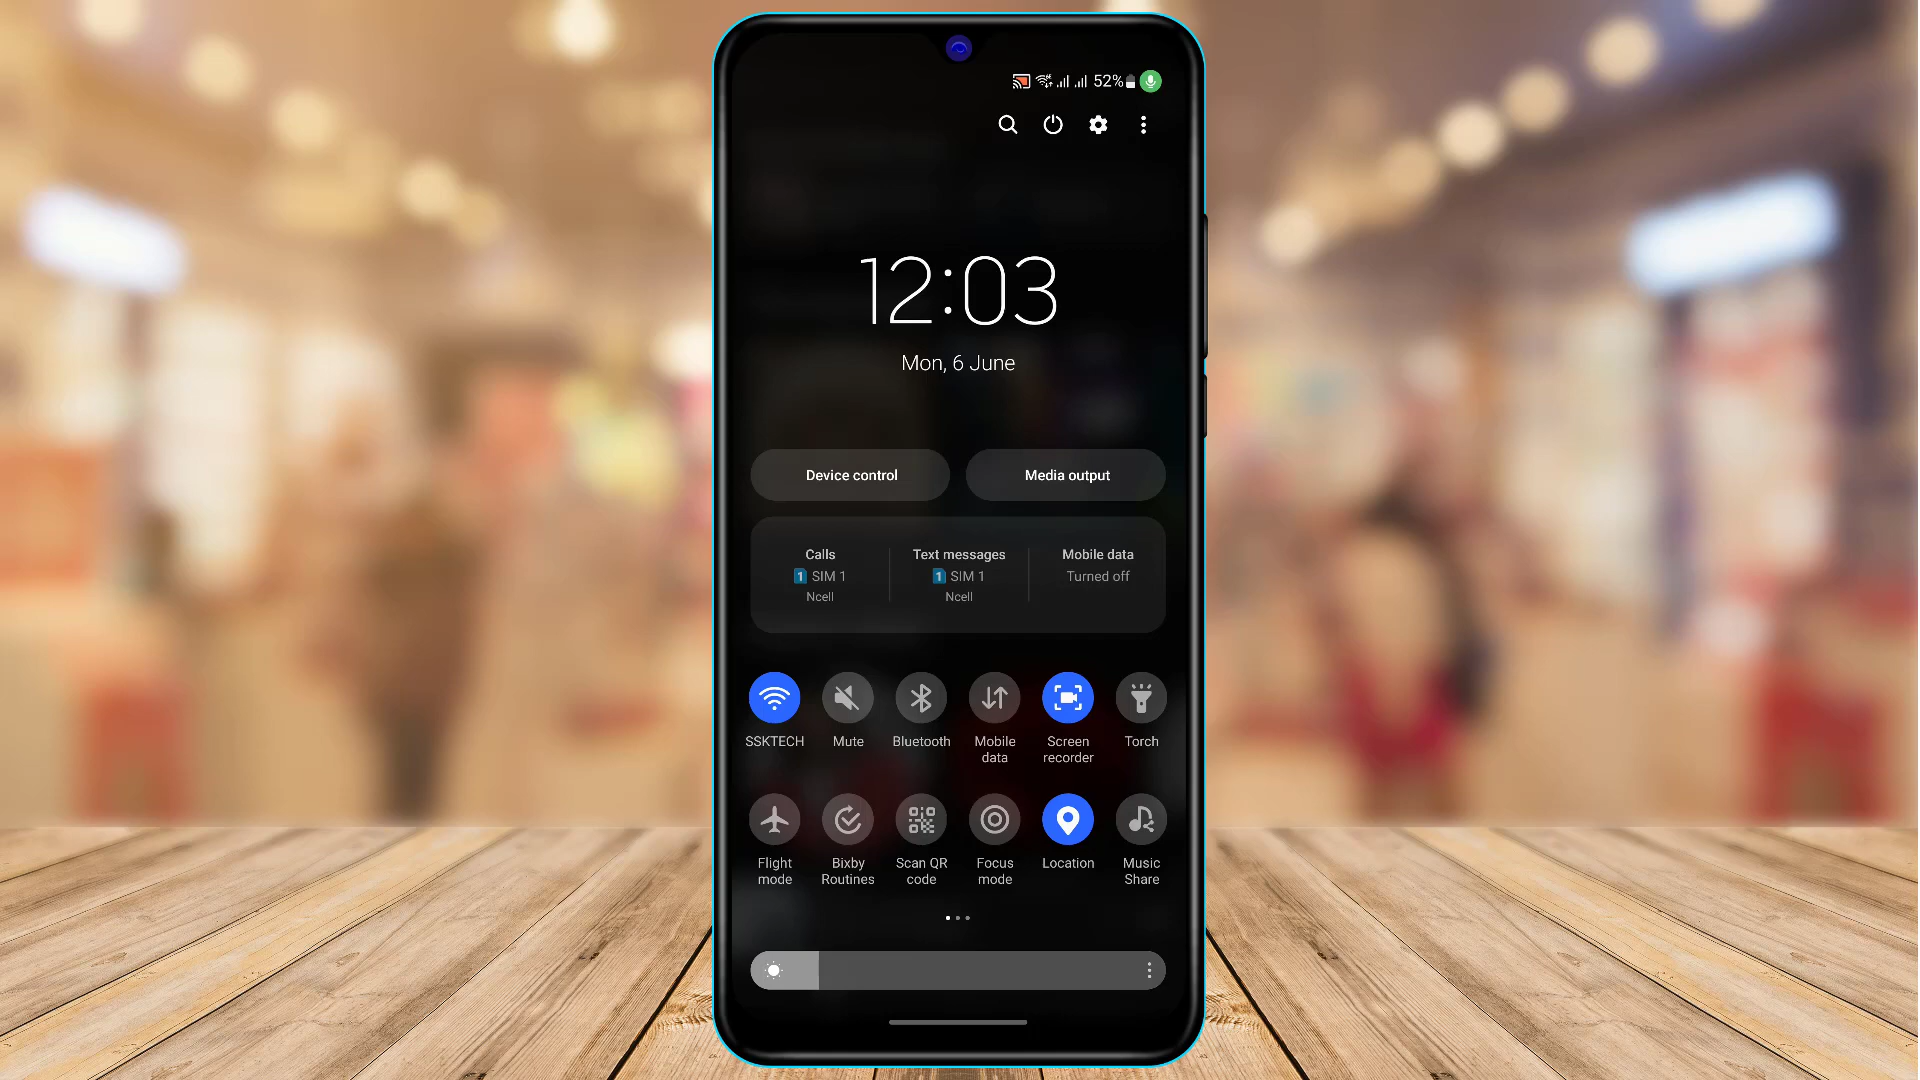 52%
12:03
Mon, 6 June
Device control Media output
Calls Text messages Mobile data
1 SIM 1 1 SIM 1 Turned off
Ncell Ncell
SSKTECH Mute Bluetooth Mobile data Screen recorder Torch
Flight mode Bixby Routines Scan QR code Focus mode Location Music Share